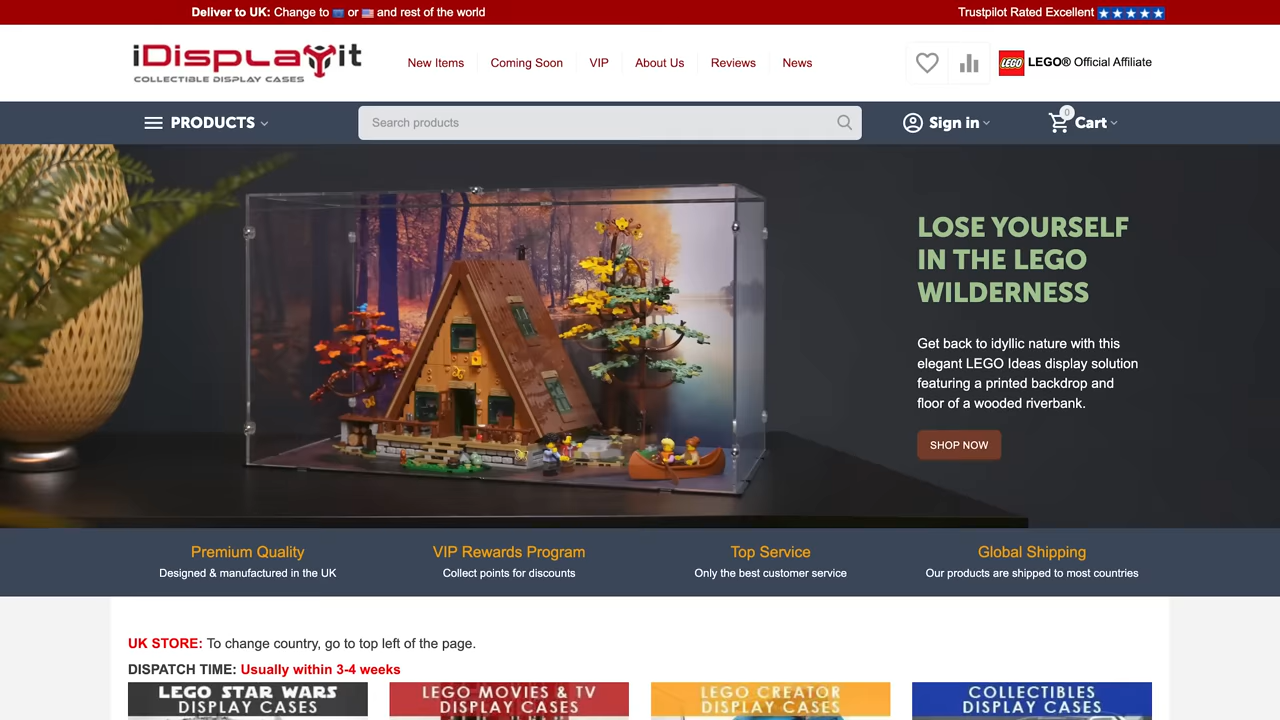 Deliver to UK: Change to or and rest of the world
Trustpilot Rated Excellent
iDisplayit
COLLECTIBLE DISPLAY CASES
New Items
Coming Soon
VIP
About Us
Reviews
News
LEGO
LEGO® Official Affiliate
PRODUCTS
Search products
Sign in
0
Cart
LOSE YOURSELF
IN THE LEGO
WILDERNESS
Get back to idyllic nature with this
elegant LEGO Ideas display solution
featuring a printed backdrop and
floor of a wooded riverbank.
SHOP NOW
Premium Quality
Designed & manufactured in the UK
VIP Rewards Program
Collect points for discounts
Top Service
Only the best customer service
Global Shipping
Our products are shipped to most countries
UK STORE: To change country, go to top left of the page.
DISPATCH TIME: Usually within 3-4 weeks
LEGO STAR WARS
DISPLAY CASES
LEGO MOVIES & TV
DISPLAY CASES
LEGO CREATOR
DISPLAY CASES
COLLECTIBLES
DISPLAY CASES